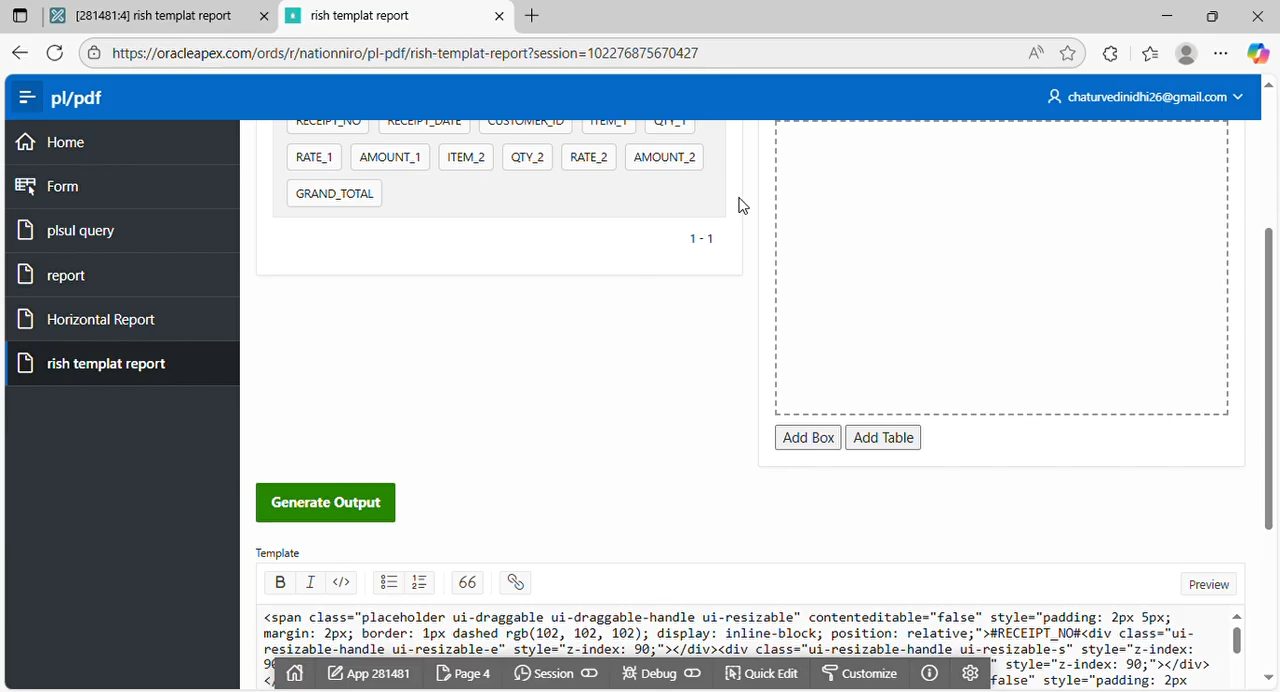 [281481:4] rish templat report
rish templat report
https://oracleapex.com/ords/r/nationniro/pl-pdf/rish-templat-report?session=102276875670427
pl/pdf
chaturvedinidhi26@gmail.com
Home
Form
plsul query
report
Horizontal Report
rish templat report
RECEIPT_NO RECEIPT_DATE CUSTOMER_ID ITEM_1 QTY_1
RATE_1 AMOUNT_1 ITEM_2 QTY_2 RATE_2 AMOUNT_2
GRAND_TOTAL
1 - 1
Add Box Add Table
Generate Output
Template
B I </> 66 Preview
<span class="placeholder ui-draggable ui-draggable-handle ui-resizable" contenteditable="false" style="padding: 2px 5px;
margin: 2px; border: 1px dashed rgb(102, 102, 102); display: inline-block; position: relative;">#RECEIPT_NO#<div class="ui-
resizable-handle ui-resizable-e" style="z-index: 90;"></div><div class="ui-resizable-handle ui-resizable-s" style="z-index:
90 " style="z-index: 90;"></div>
</ false" style="padding: 2px
App 281481 Page 4 Session Debug Quick Edit Customize